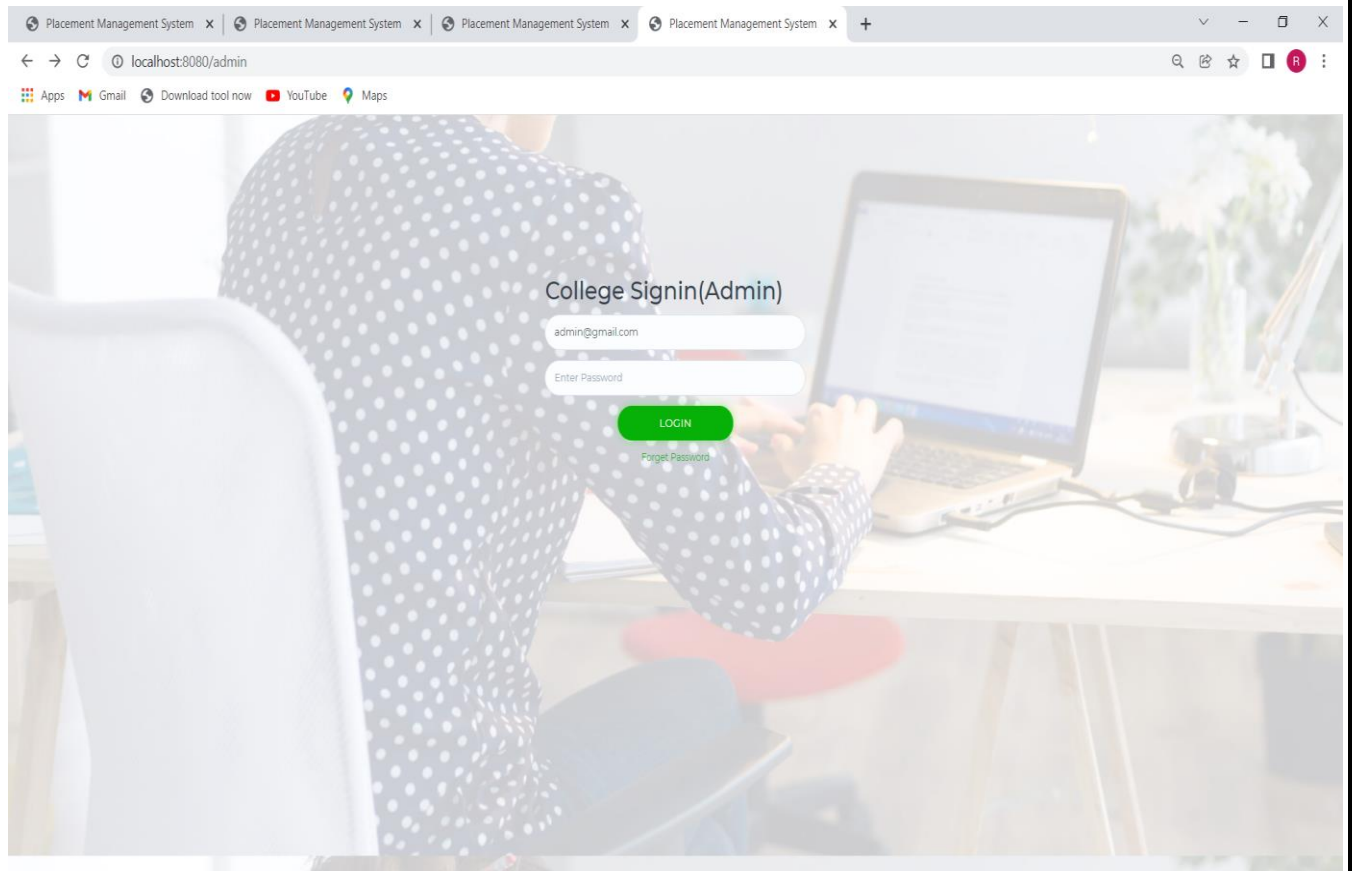 Placement Management System Placement Management System Placement Management System Placement Management System
localhost:8080/admin R
Apps Gmail Download tool now YouTube Maps
College Signin(Admin)
admin@gmail.com
Enter Password
LOGIN
Forget Password